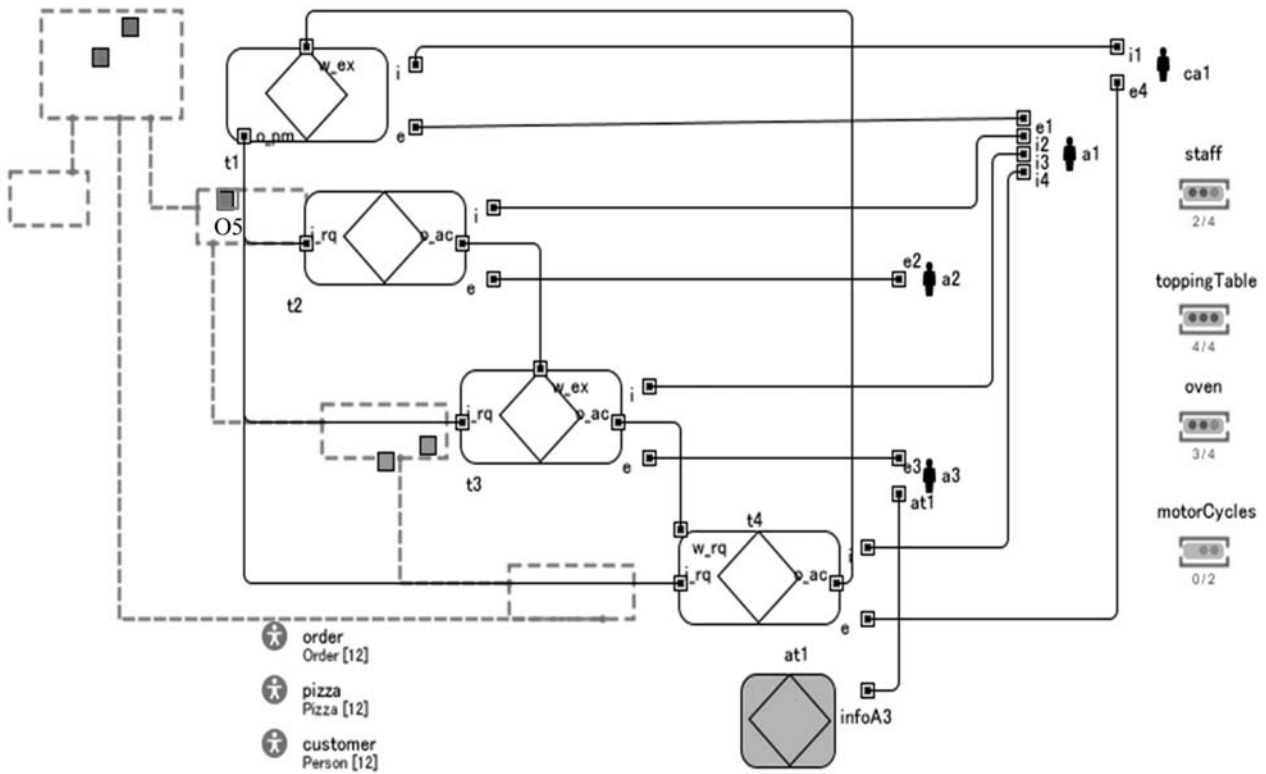 w_ex
i
i1
ca1
e4
o_pm
e
e1
i2
i3
i4
a1
t1
staff
2/4
O5
i
i_rq
o_ac
e2
a2
e
t2
toppingTable
4/4
w_ex
i
oven
i_rq
o_ac
3/4
e
e3
a3
t3
at1
t4
motorCycles
w_rq
i
i_rq
o_ac
0/2
e
order
Order [12]
at1
pizza
Pizza [12]
infoA3
customer
Person [12]